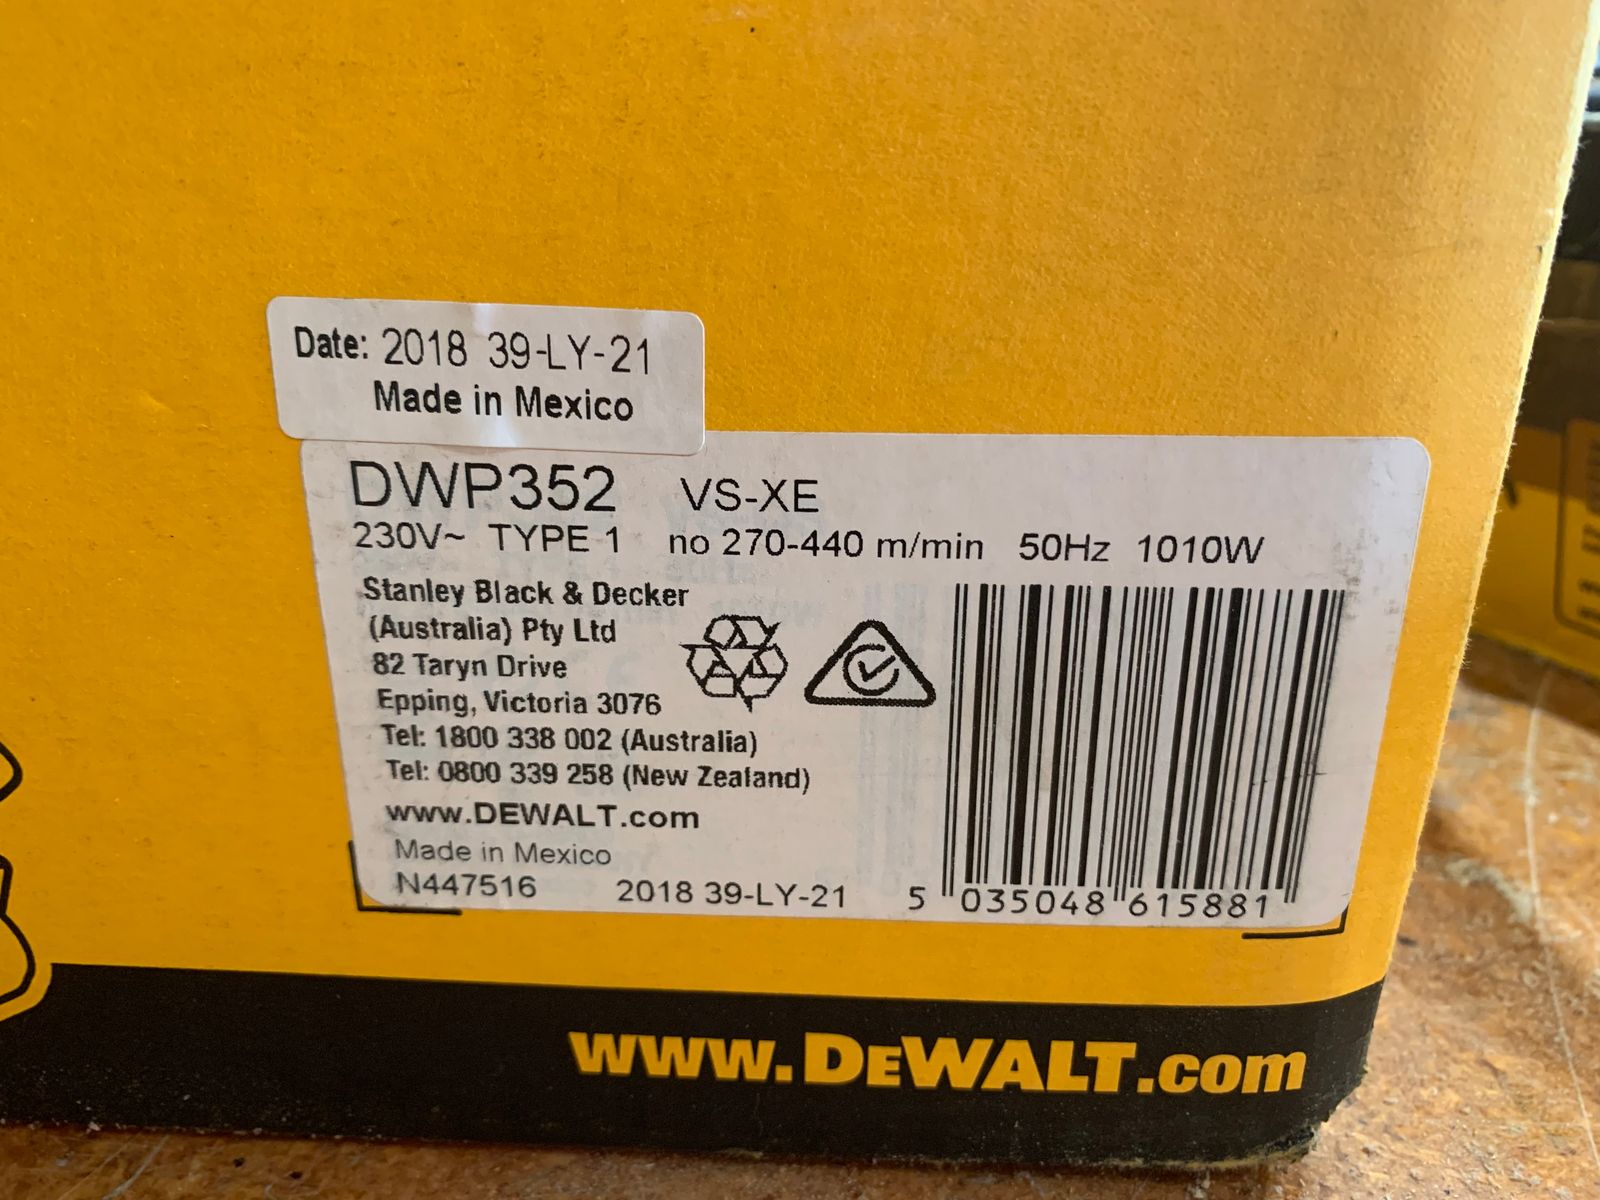 Date: 2018 39-LY-21
Made in Mexico
DWP352 VS-XE
230V~ TYPE 1 no 270-440 m/min 50Hz 1010W
Stanley Black & Decker
(Australia) Pty Ltd
82 Taryn Drive
Epping, Victoria 3076
Tel: 1800 338 002 (Australia)
Tel: 0800 339 258 (New Zealand)
www.DEWALT.com
Made in Mexico
N447516 2018 39-LY-21 5 035048 615881
www.DEWALT.com